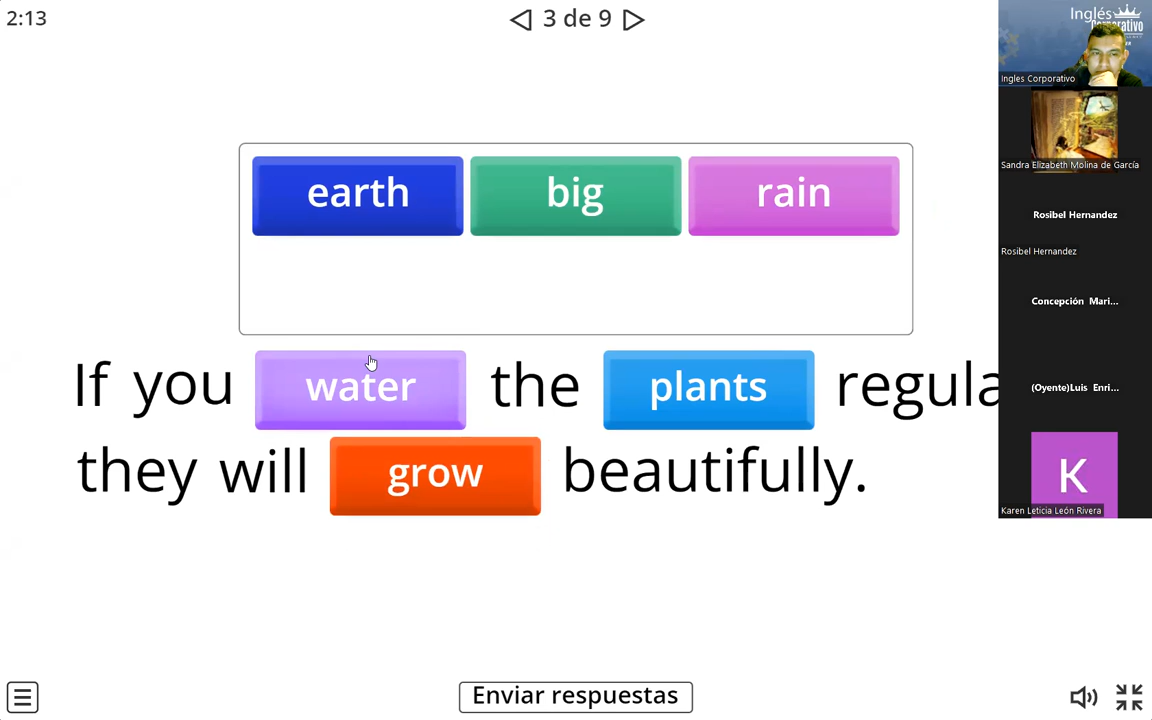 2:13
3 de 9
earth big rain
If you water the plants regula
they will grow beautifully.
Enviar respuestas
Inglés
Ingles Corporativo
Sandra Elizabeth Molina de García
Rosibel Hernandez
Rosibel Hernandez
Concepción Mari...
(Oyente)Luis Enri...
K
Karen Leticia León Rivera